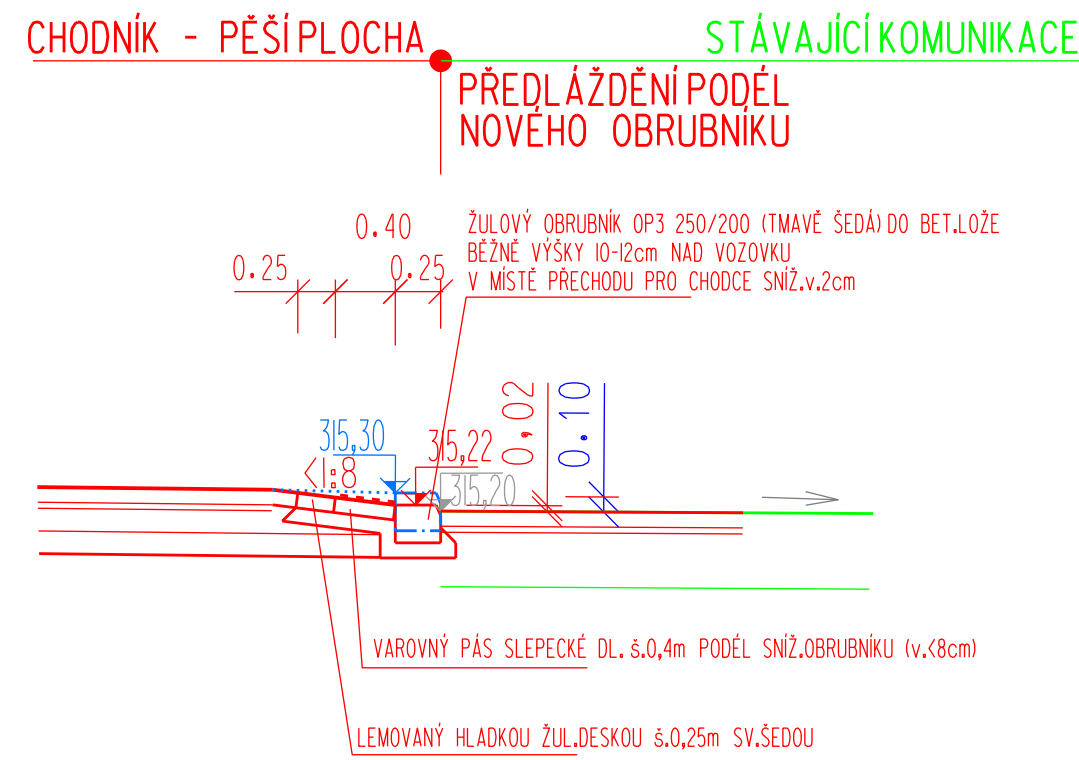 CHODNÍK - PĚŠÍ PLOCHA
STÁVAJÍCÍ KOMUNIKACE
PŘEDLÁŽDĚNÍ PODÉL
NOVÉHO OBRUBNÍKU
0.40
0.25
0.25
ŽULOVÝ OBRUBNÍK OP3 250/200 (TMAVĚ ŠEDÁ) DO BET.LOŽE
BĚŽNĚ VÝŠKY 10-12cm NAD VOZOVKU
V MÍSTĚ PŘECHODU PRO CHODCE SNÍŽ.v.2cm
0,02
0.10
315,30
315,22
<1:8
315,20
VAROVNÝ PÁS SLEPECKÉ DL. š.0,4m PODÉL SNÍŽ.OBRUBNÍKU (v.<8cm)
LEMOVANÝ HLADKOU ŽUL.DESKOU š.0,25m SV.ŠEDOU